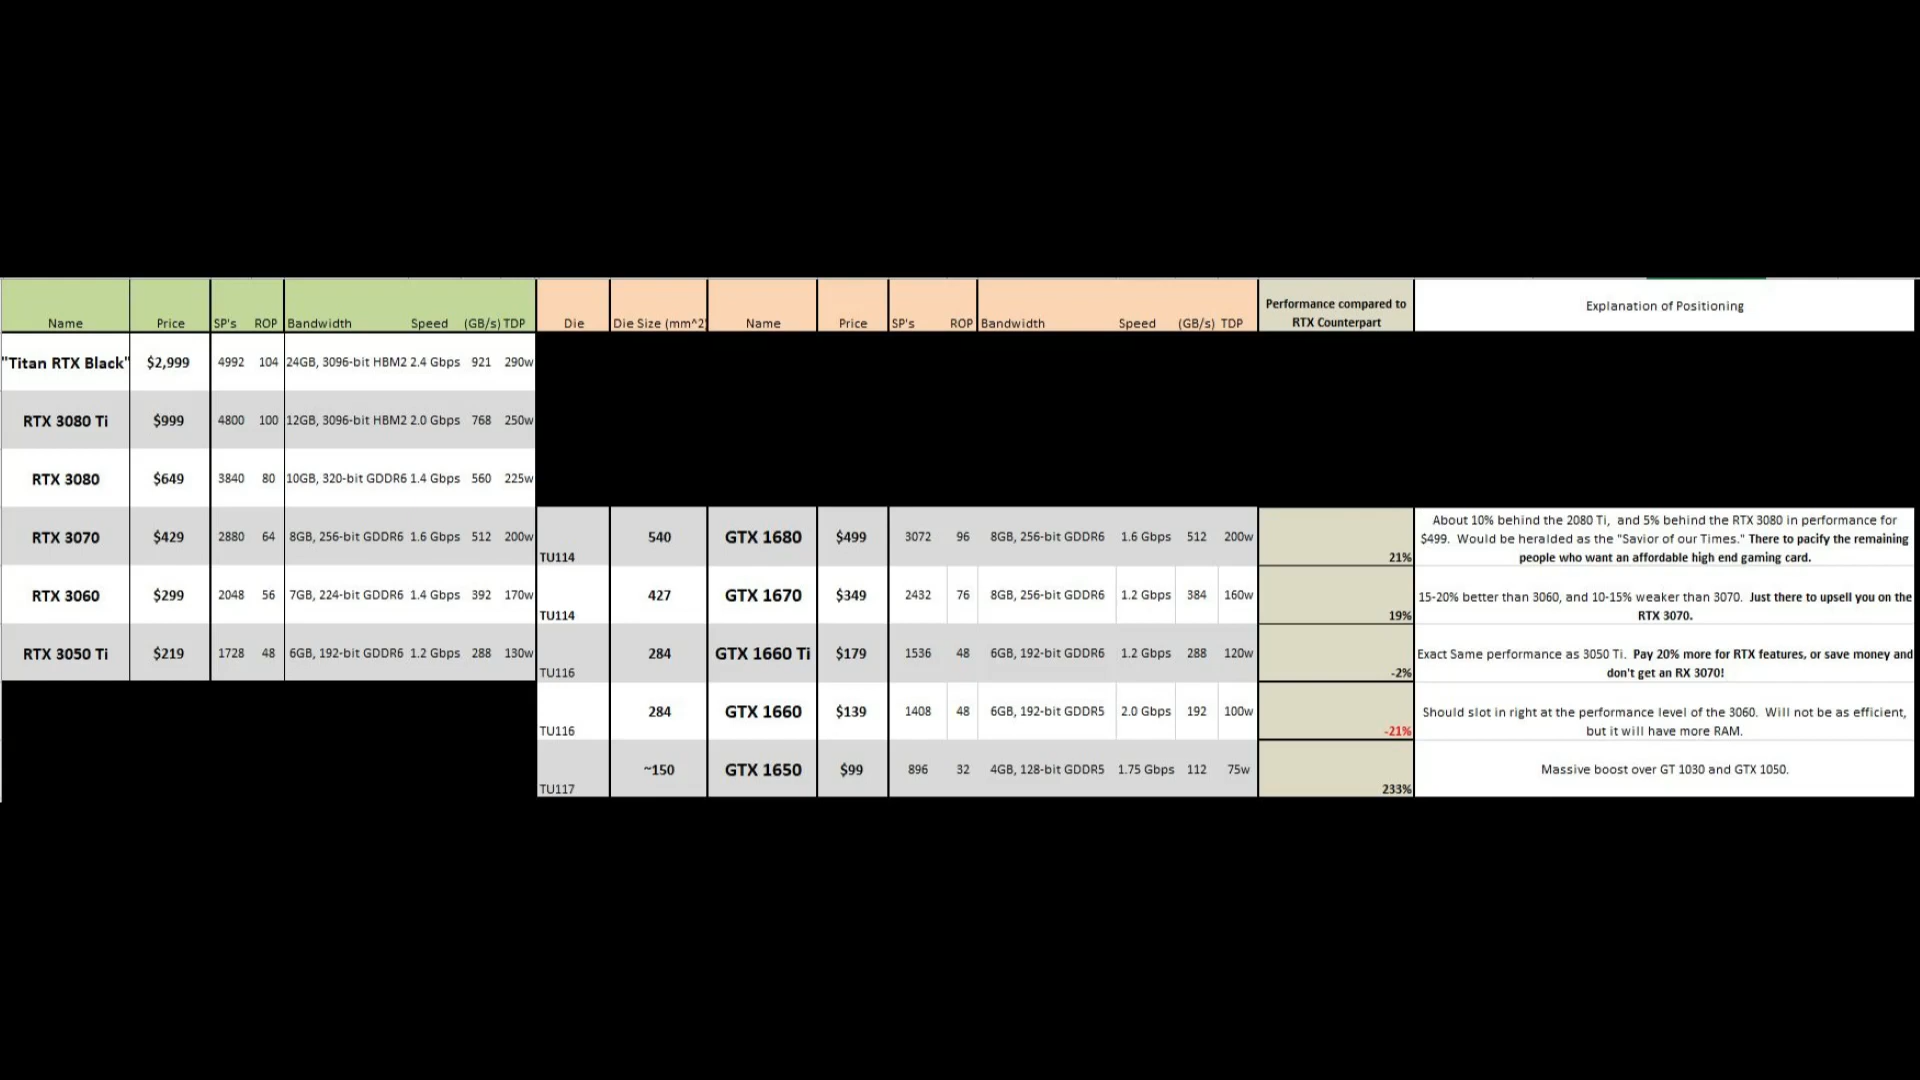 Name Price SP's ROP Bandwidth Speed (GB/s) TDP Die Die Size (mm^2 Name Price SP's ROP Bandwidth Speed (GB/s) TDP Performance compared to RTX Counterpart Explanation of Positioning
"Titan RTX Black" $2,999 4992 104 24GB, 3096-bit HBM2 2.4 Gbps 921 290w
RTX 3080 Ti $999 4800 100 12GB, 3096-bit HBM2 2.0 Gbps 768 250w
RTX 3080 $649 3840 80 10GB, 320-bit GDDR6 1.4 Gbps 560 225w
RTX 3070 $429 2880 64 8GB, 256-bit GDDR6 1.6 Gbps 512 200w TU114 540 GTX 1680 $499 3072 96 8GB, 256-bit GDDR6 1.6 Gbps 512 200w 21% About 10% behind the 2080 Ti, and 5% behind the RTX 3080 in performance for
$499. Would be heralded as the "Savior of our Times." There to pacify the remaining
people who want an affordable high end gaming card.
RTX 3060 $299 2048 56 7GB, 224-bit GDDR6 1.4 Gbps 392 170w TU114 427 GTX 1670 $349 2432 76 8GB, 256-bit GDDR6 1.2 Gbps 384 160w 19% 15-20% better than 3060, and 10-15% weaker than 3070. Just there to upsell you on the
RTX 3070.
RTX 3050 Ti $219 1728 48 6GB, 192-bit GDDR6 1.2 Gbps 288 130w TU116 284 GTX 1660 Ti $179 1536 48 6GB, 192-bit GDDR6 1.2 Gbps 288 120w -2% Exact Same performance as 3050 Ti. Pay 20% more for RTX features, or save money and
don't get an RX 3070!
TU116 284 GTX 1660 $139 1408 48 6GB, 192-bit GDDR5 2.0 Gbps 192 100w -21% Should slot in right at the performance level of the 3060. Will not be as efficient,
but it will have more RAM.
TU117 ~150 GTX 1650 $99 896 32 4GB, 128-bit GDDR5 1.75 Gbps 112 75w 233% Massive boost over GT 1030 and GTX 1050.